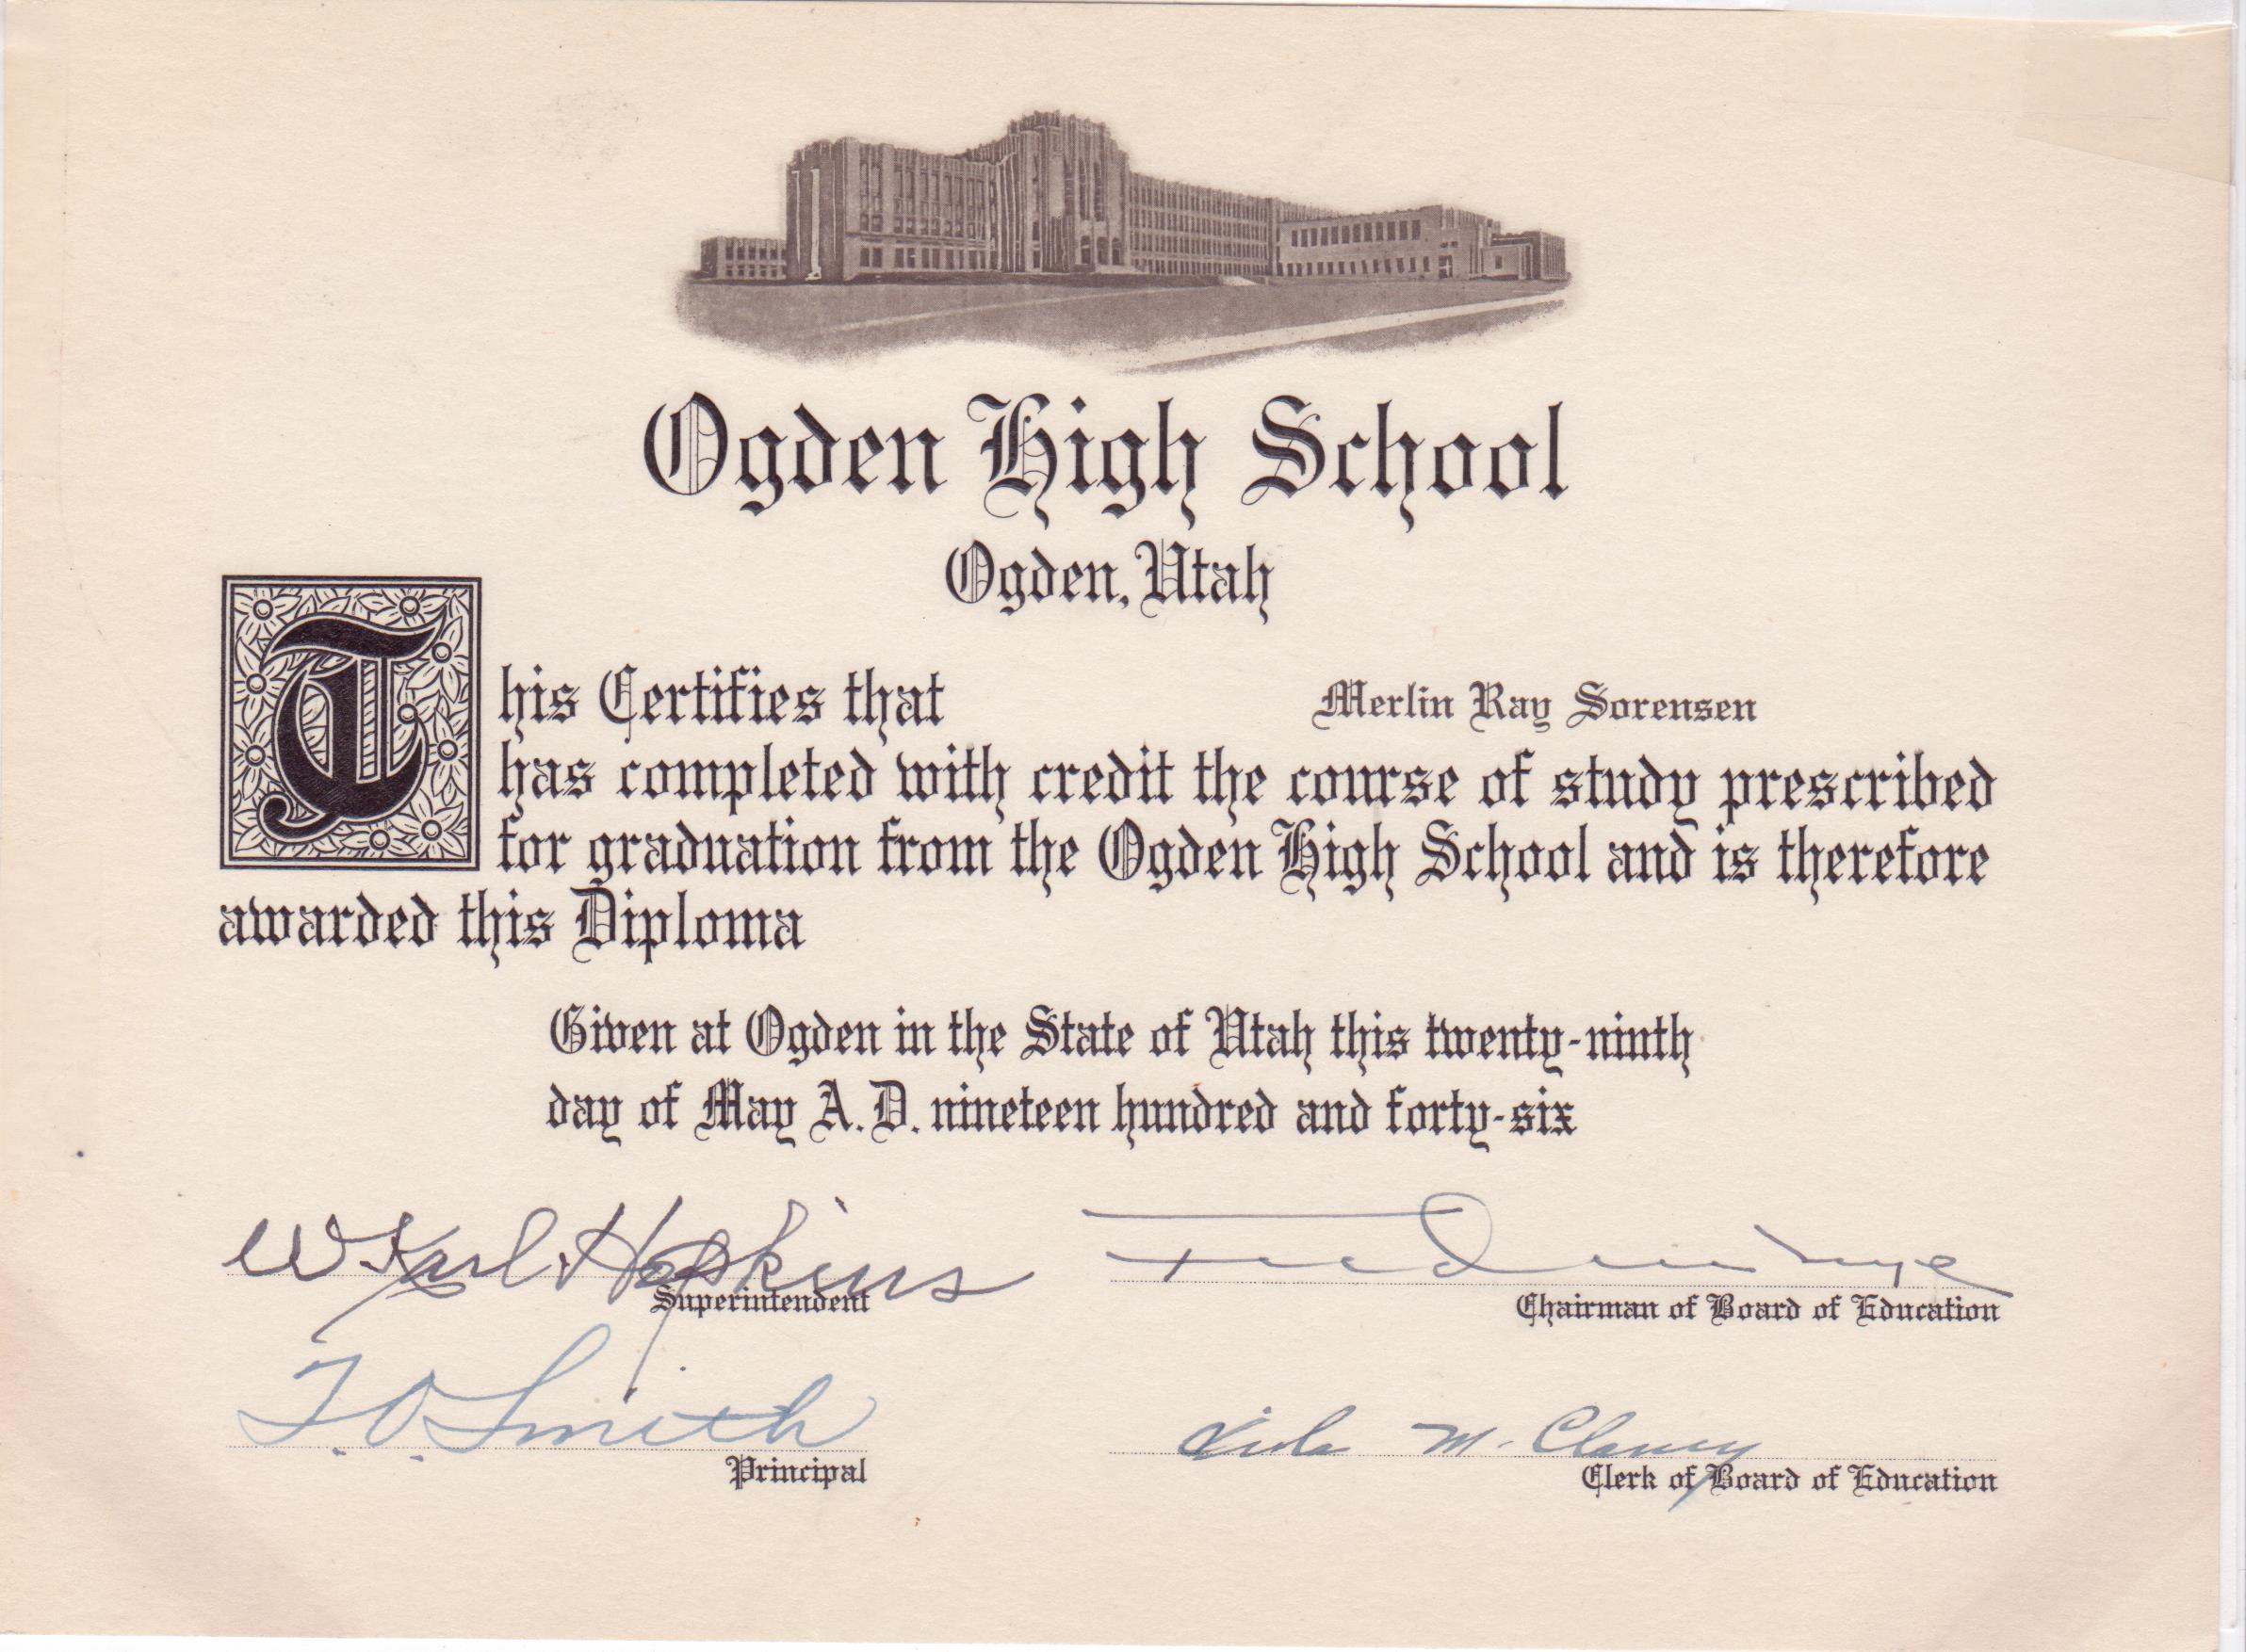 Ogden High School
Ogden, Utah
This Certifies that Merlin Ray Sorensen
has completed with credit the course of study prescribed
for graduation from the Ogden High School and is therefore
awarded this Diploma
Given at Ogden in the State of Utah this twenty-ninth
day of May A. D. nineteen hundred and forty-six
W Karl Hopkins
Superintendent
Chairman of Board of Education
T. O. Smith
Principal
Viola M. Clancy
Clerk of Board of Education